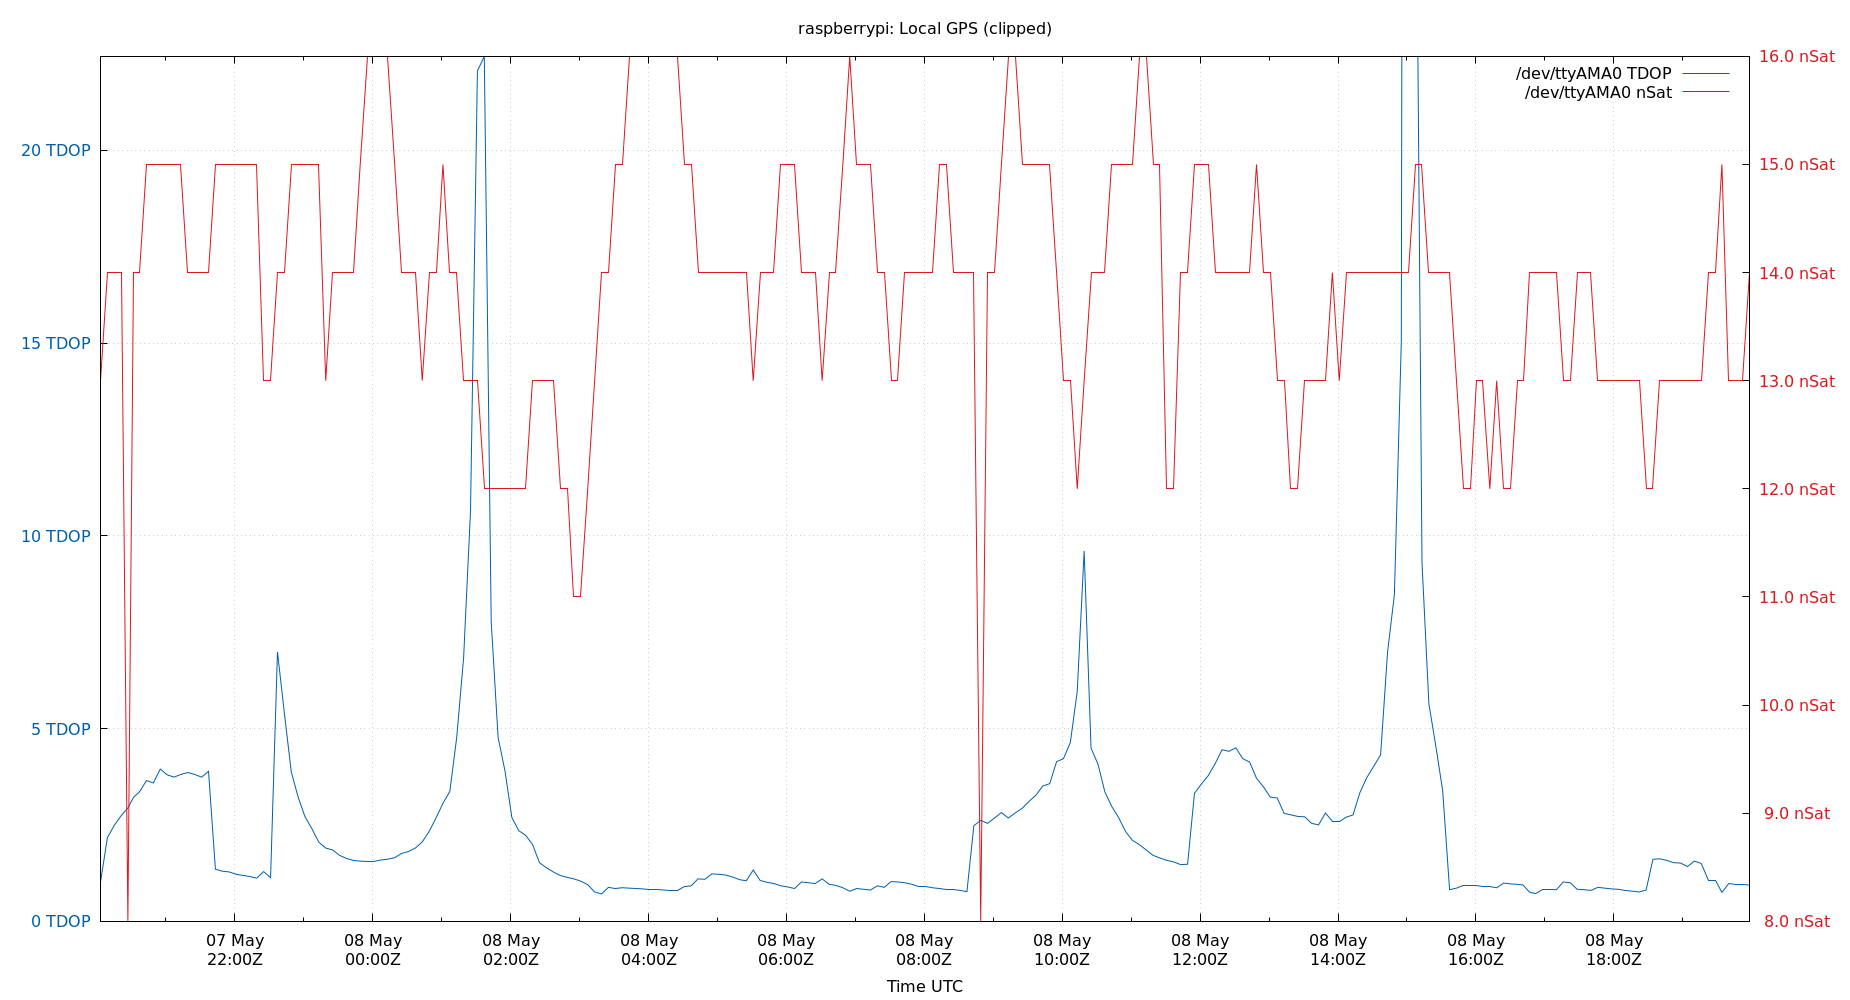 raspberrypi: Local GPS (clipped)
/dev/ttyAMA0 TDOP
/dev/ttyAMA0 nSat
20 TDOP
15 TDOP
10 TDOP
5 TDOP
0 TDOP
16.0 nSat
15.0 nSat
14.0 nSat
13.0 nSat
12.0 nSat
11.0 nSat
10.0 nSat
9.0 nSat
8.0 nSat
07 May
22:00Z
08 May
00:00Z
08 May
02:00Z
08 May
04:00Z
08 May
06:00Z
08 May
08:00Z
08 May
10:00Z
08 May
12:00Z
08 May
14:00Z
08 May
16:00Z
08 May
18:00Z
Time UTC